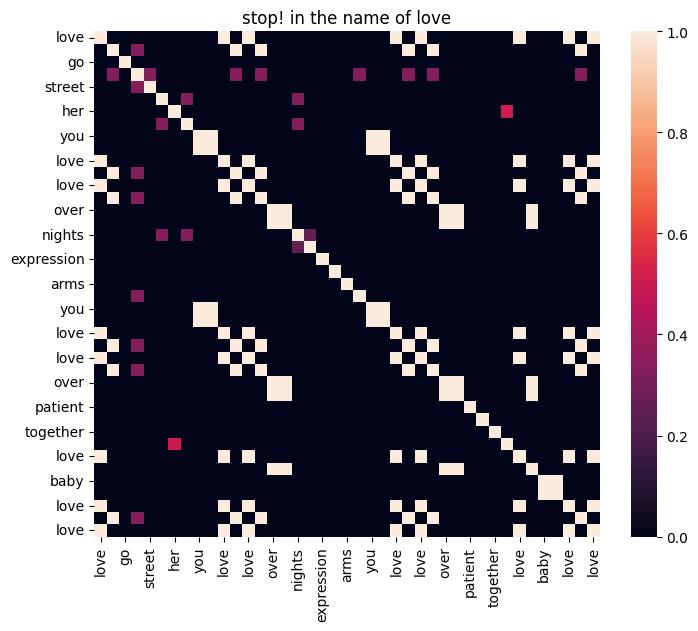 stop! in the name of love
love
go
street
her
you
love
love
over
nights
expression
arms
you
love
love
over
patient
together
love
baby
love
love
love
go
street
her
you
love
love
over
nights
expression
arms
you
love
love
over
patient
together
love
baby
love
love
1.0
0.8
0.6
0.4
0.2
0.0